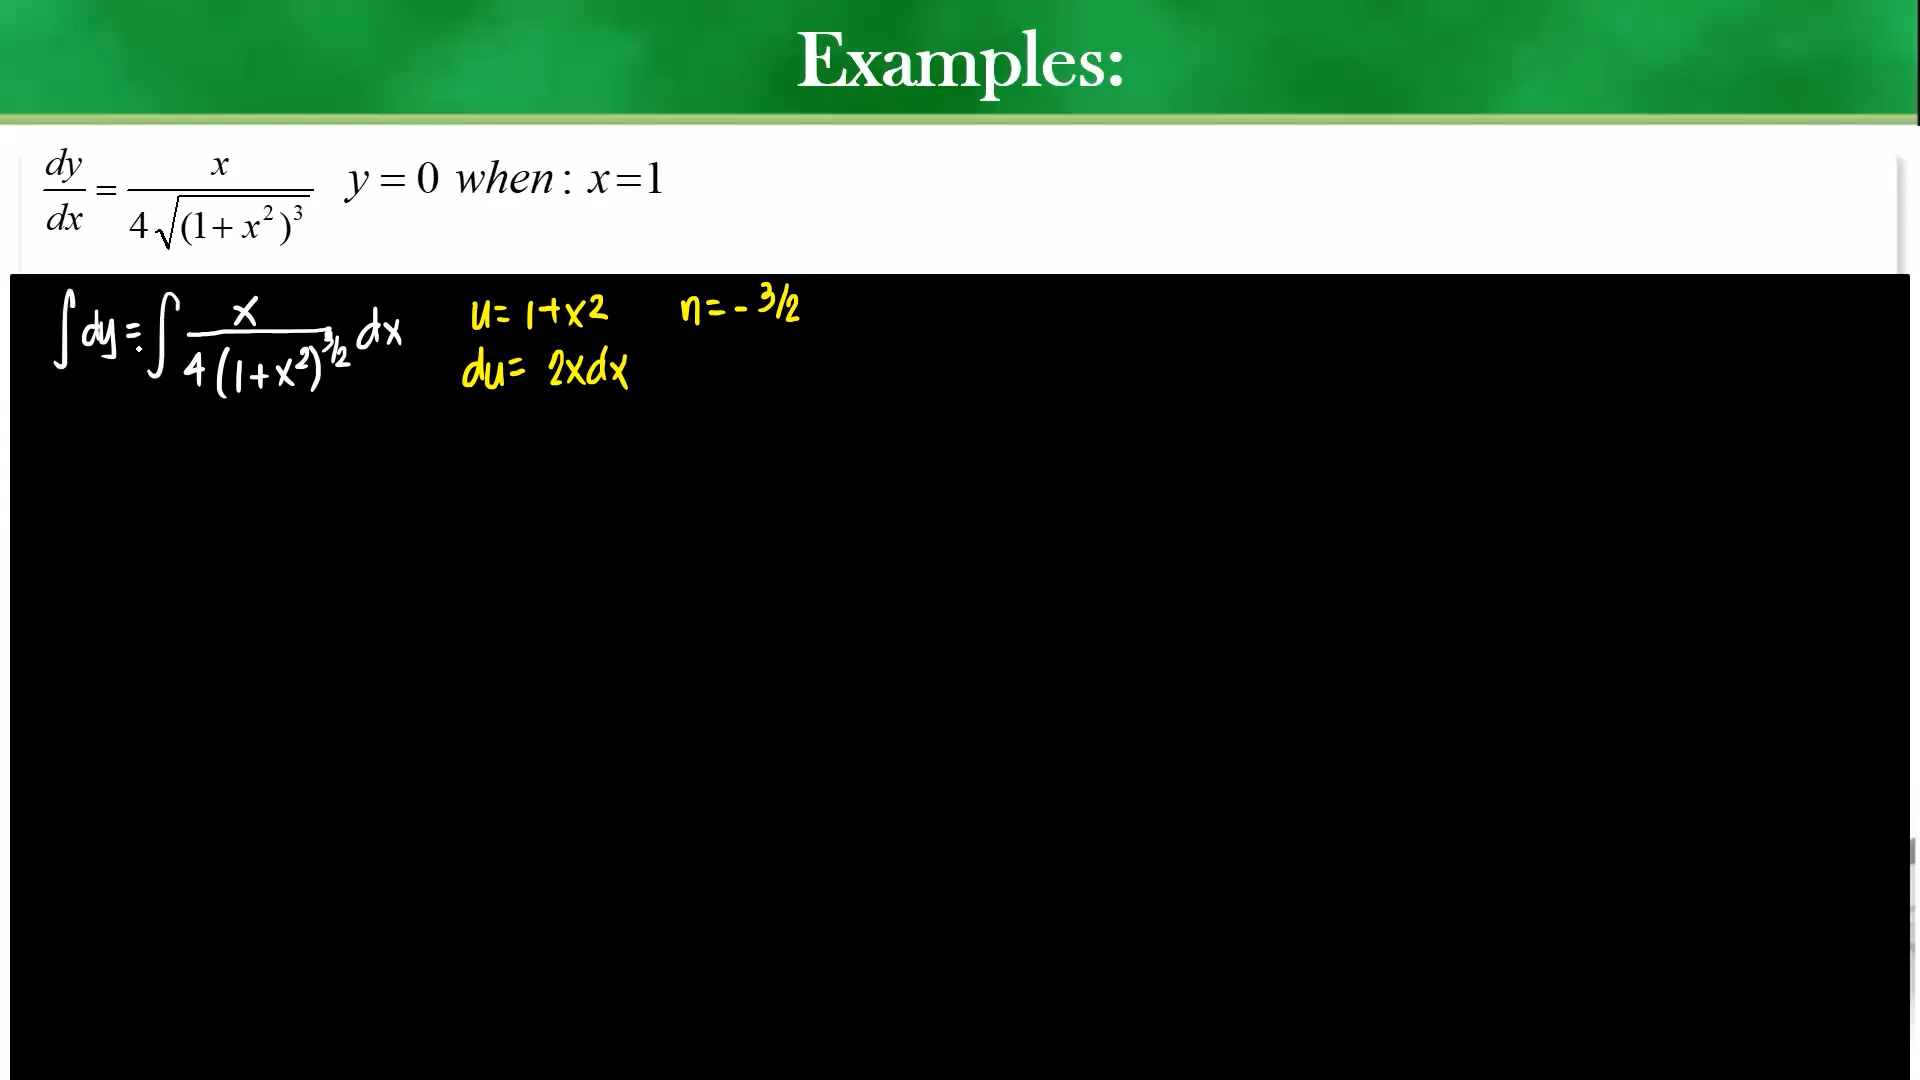 Examples:
dy/dx = x / 4√(1+x²)³ y = 0 when: x=1
∫dy = ∫ x / 4(1+x²)^3/2 dx u = 1+x² n = -3/2
du = 2xdx